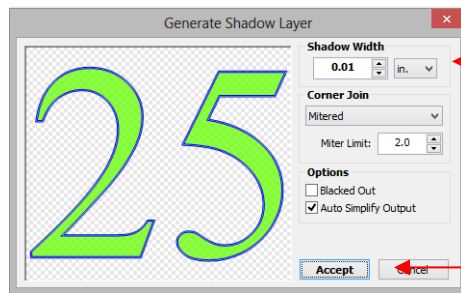 Generate Shadow Layer
25
Shadow Width
0.01 in.
Corner Join
Mitered
Miter Limit: 2.0
Options
Blacked Out
Auto Simplify Output
Accept Cancel